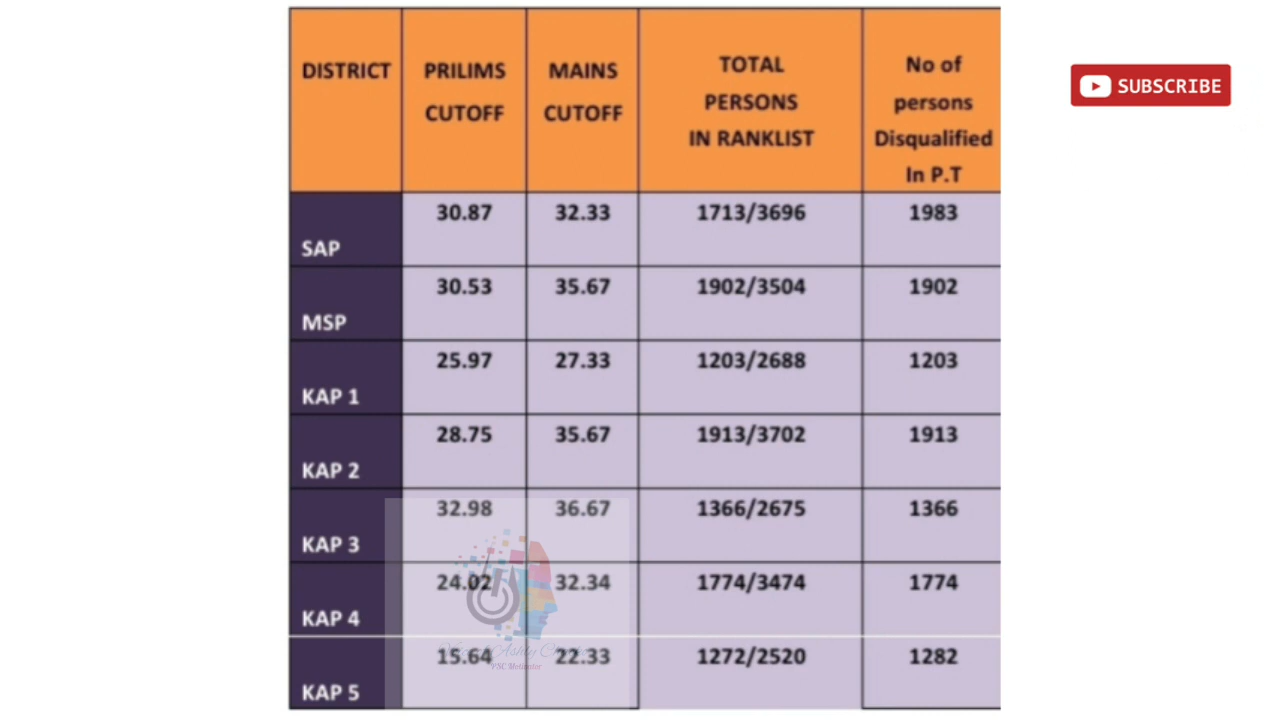 DISTRICT PRILIMS CUTOFF MAINS CUTOFF TOTAL PERSONS IN RANKLIST No of persons Disqualified In P.T
SUBSCRIBE
SAP 30.87 32.33 1713/3696 1983
MSP 30.53 35.67 1902/3504 1902
KAP 1 25.97 27.33 1203/2688 1203
KAP 2 28.75 35.67 1913/3702 1913
KAP 3 32.98 36.67 1366/2675 1366
KAP 4 24.02 32.34 1774/3474 1774
KAP 5 15.64 22.33 1272/2520 1282
PSC Motivator